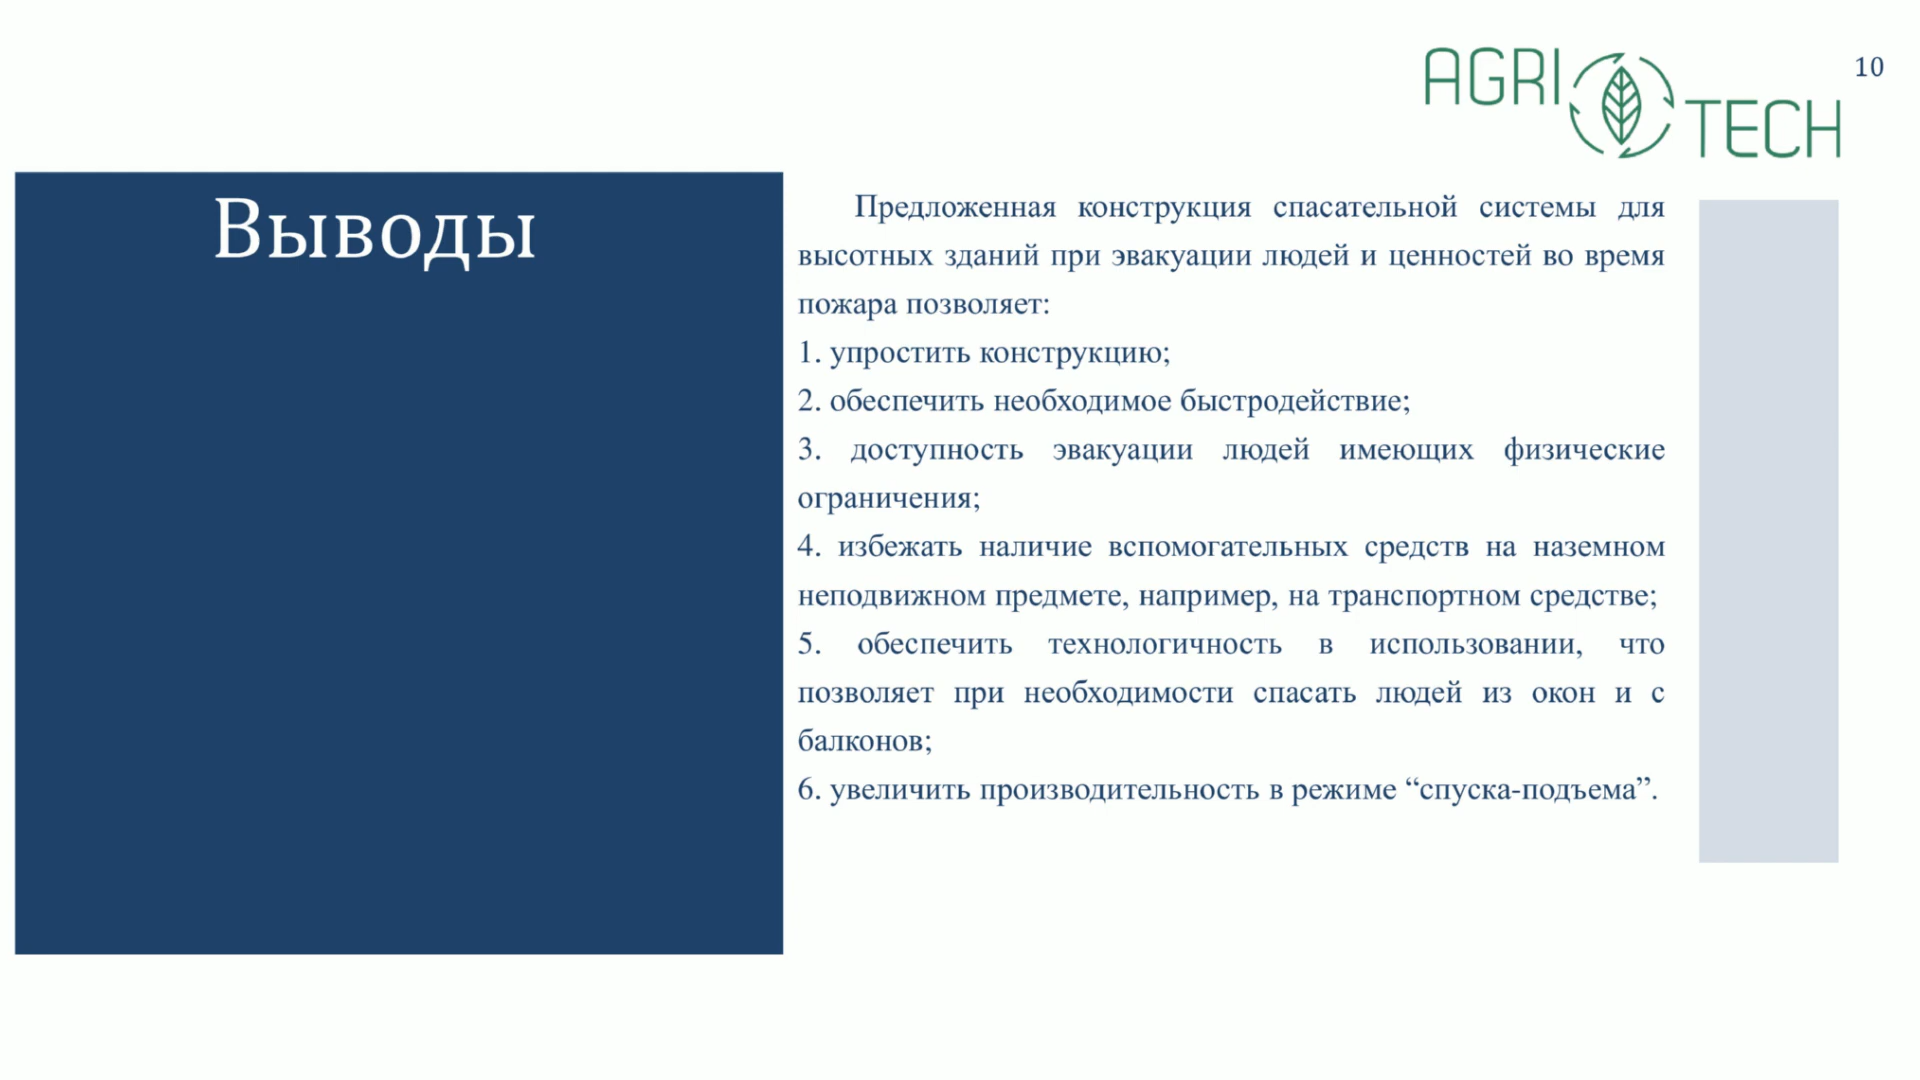 AGRI TECH
10
Выводы
Предложенная конструкция спасательной системы для
высотных зданий при эвакуации людей и ценностей во время
пожара позволяет:
1. упростить конструкцию;
2. обеспечить необходимое быстродействие;
3. доступность эвакуации людей имеющих физические
ограничения;
4. избежать наличие вспомогательных средств на наземном
неподвижном предмете, например, на транспортном средстве;
5. обеспечить технологичность в использовании, что
позволяет при необходимости спасать людей из окон и с
балконов;
6. увеличить производительность в режиме “спуска-подъема”.